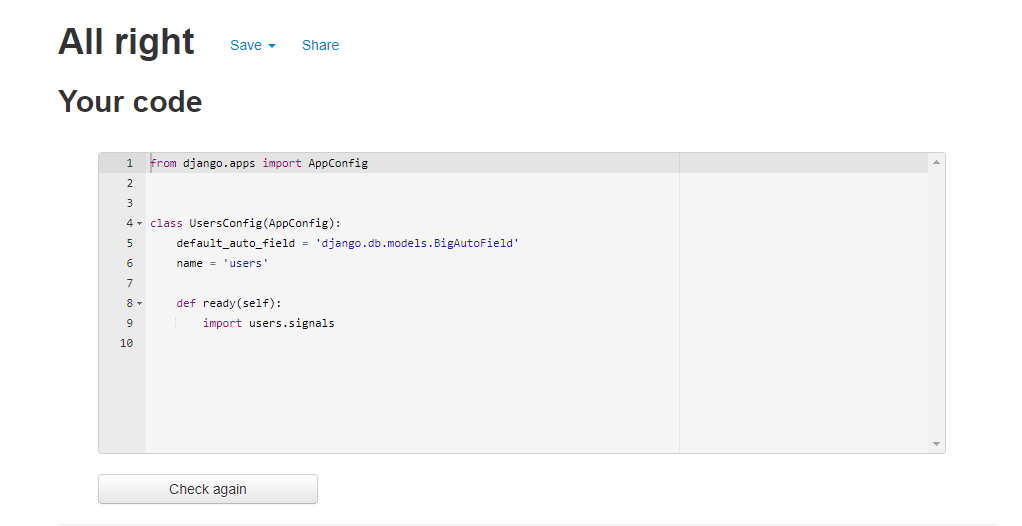 All right Save Share
Your code
1 from django.apps import AppConfig
2
3
4 class UsersConfig(AppConfig):
5     default_auto_field = 'django.db.models.BigAutoField'
6     name = 'users'
7
8     def ready(self):
9         import users.signals
10
Check again